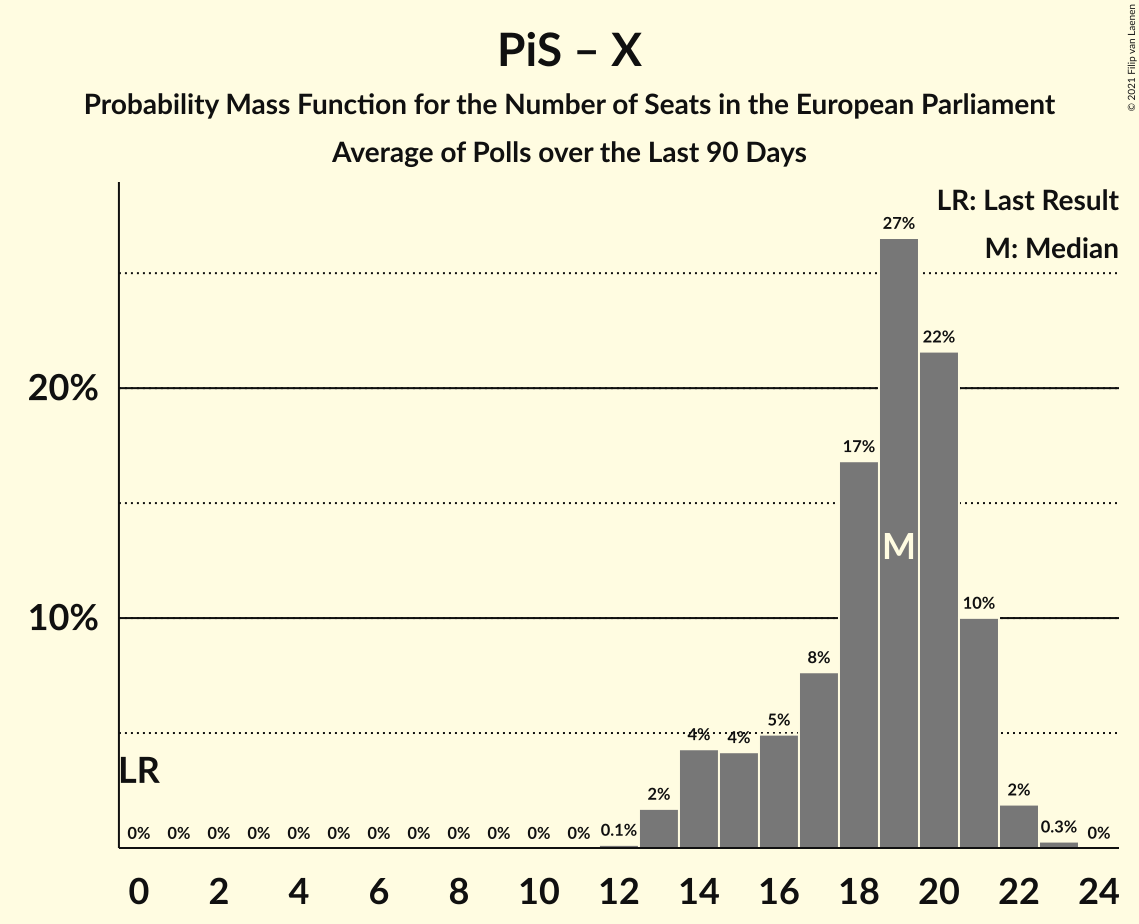 PiS – X
Probability Mass Function for the Number of Seats in the European Parliament
Average of Polls over the Last 90 Days
© 2021 Filip van Laenen
LR: Last Result
M: Median
20%
10%
LR
M
0% 0% 0% 0% 0% 0% 0% 0% 0% 0% 0% 0% 0.1% 2% 4% 4% 5% 8% 17% 27% 22% 10% 2% 0.3% 0%
0 2 4 6 8 10 12 14 16 18 20 22 24